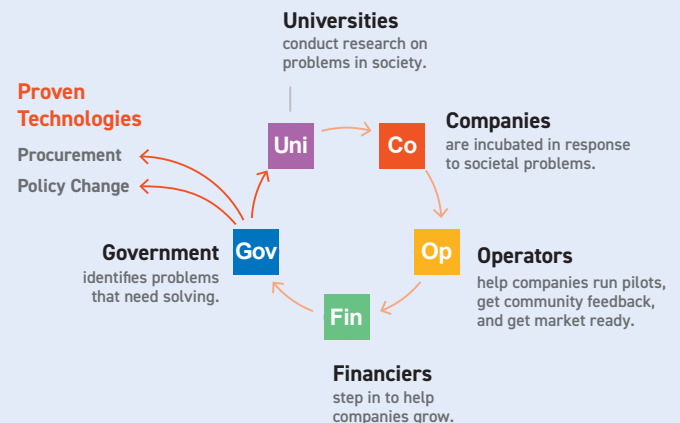 Universities
conduct research on
problems in society.
Proven
Technologies
Procurement
Policy Change
Uni
Co
Companies
are incubated in response
to societal problems.
Government
identifies problems
that need solving.
Gov
Op
Operators
help companies run pilots,
get community feedback,
and get market ready.
Fin
Financiers
step in to help
companies grow.